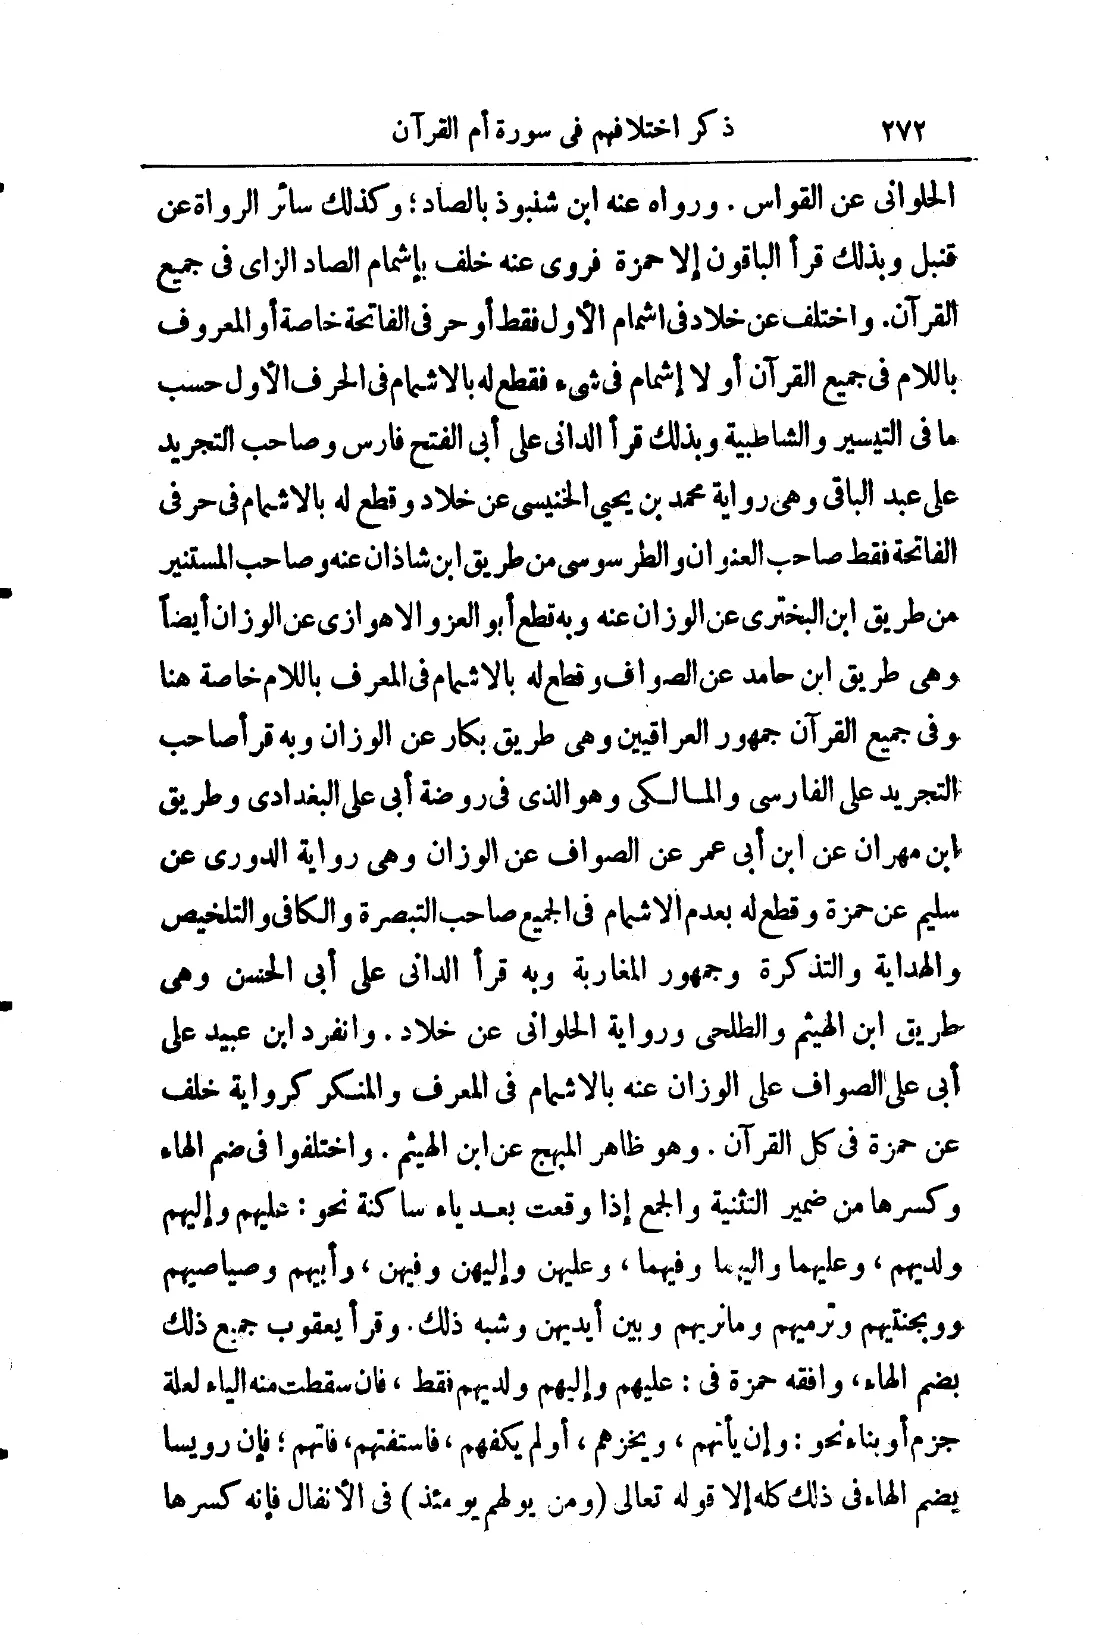 ٢٧٢ ذكر اختلافهم فى سورة أم القرآن
الحلوانى عن القواس . ورواه عنه ابن شنبوذ بالصاد؛ وكذلك سائر الرواة عن
قنبل وبذلك قرأ الباقون إلا حمزة فروى عنه خلف بإشمام الصاد الزاى فى جميع
القرآن. واختلف عن خلاد فى اشمام الأول فقط أو حر فى الفاتحة خاصة أو المعروف
باللام فى جميع القرآن أو لا إشمام فى شىء فقطع له بالاشمام فى الحرف الأول حسب
ما فى التيسير والشاطبية وبذلك قرأ الدانى على أبى الفتح فارس وصاحب التجريد
على عبد الباقى وهى رواية محمد بن يحيى الخنيسى عن خلاد وقطع له بالاشمام فى حر فى
الفاتحة فقط صاحب العنوان والطرسوسى من طريق ابن شاذان عنه وصاحب المستنير
من طريق ابن البخترى عن الوزان عنه وبه قطع أبو العز والاهوازى عن الوزان أيضاً
وهى طريق ابن حامد عن الصواف وقطع له بالاشمام فى المعرف باللام خاصة هنا
وفى جميع القرآن جمهور العراقيين وهى طريق بكار عن الوزان وبه قرأ صاحب
التجريد على الفارسى والمالكى وهو الذى فى روضة أبى على البغدادى وطريق
ابن مهران عن ابن أبى عمر عن الصواف عن الوزان وهى رواية الدورى عن
سليم عن حمزة وقطع له بعدم الاشمام فى الجميع صاحب التبصرة والكافى والتلخيص
والهداية والتذكرة وجمهور المغاربة وبه قرأ الدانى على أبى الحسن وهى
طريق ابن الهيثم والطلحى ورواية الحلوانى عن خلاد . وانفرد ابن عبيد على
أبى على الصواف على الوزان عنه بالاشمام فى المعرف والمنكر كرواية خلف
عن حمزة فى كل القرآن . وهو ظاهر المبهج عن ابن الهيثم . واختلفوا فى ضم الهاء
وكسرها من ضمير التثنية والجمع إذا وقعت بعد ياء ساكنة نحو : عليهم وإليهم
ولديهم ، وعليهما واليهما وفيهما ، وعليهن وإليهن وفيهن ، وأبيهم وصياصيهم
ووبجنتيهم وترميهم ومانريهم وبين أيديهن وشبه ذلك. وقرأ يعقوب جميع ذلك
بضم الهاء، وافقه حمزة فى : عليهم وإليهم ولديهم فقط ، فان سقطت منه الياء لعلة
جزم أو بناء نحو : وإن يأتهم ، ويخزهم ، أو لم يكفهم ، فاستفتهم، فاتهم ؛ فإن رويسا
يضم الهاء فى ذلك كله إلا قوله تعالى (ومن يولهم يومئذ) فى الأنفال فإنه كسرها